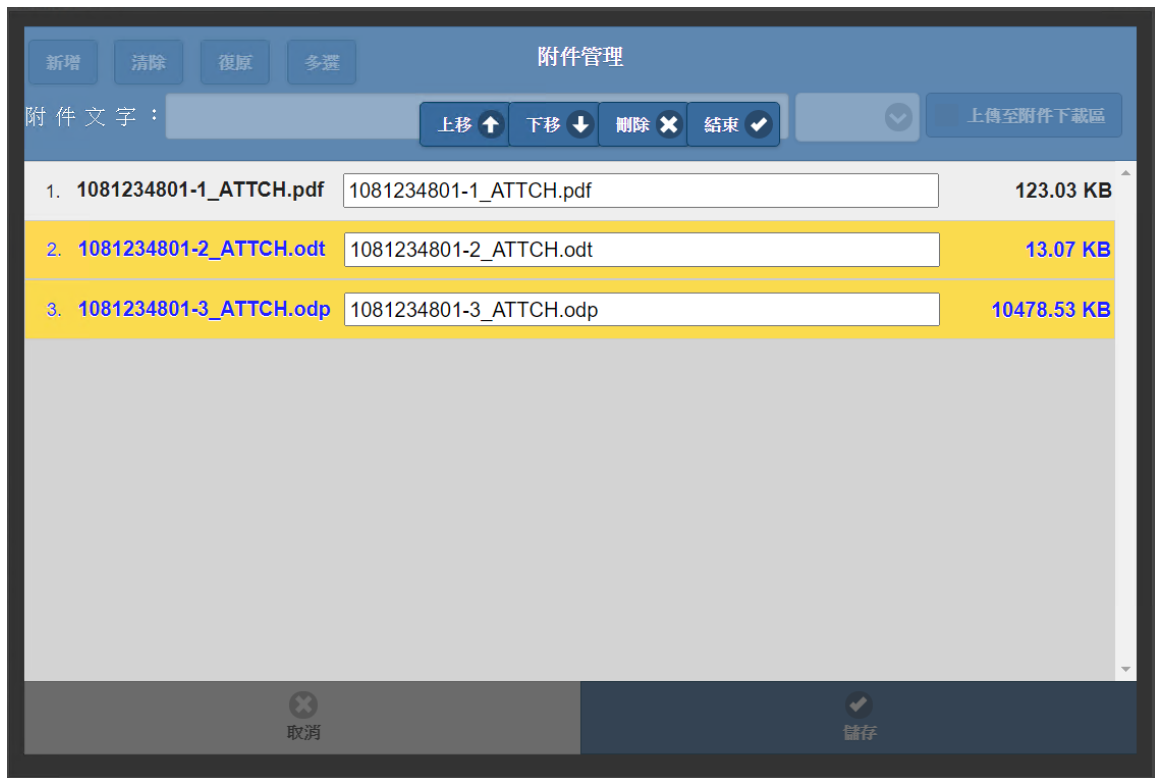 新增 清除 復原 多選 附件管理
附件文字： 上移 下移 刪除 結束 上傳至附件下載區
1. 1081234801-1_ATTCH.pdf 1081234801-1_ATTCH.pdf 123.03 KB
2. 1081234801-2_ATTCH.odt 1081234801-2_ATTCH.odt 13.07 KB
3. 1081234801-3_ATTCH.odp 1081234801-3_ATTCH.odp 10478.53 KB
取消 儲存